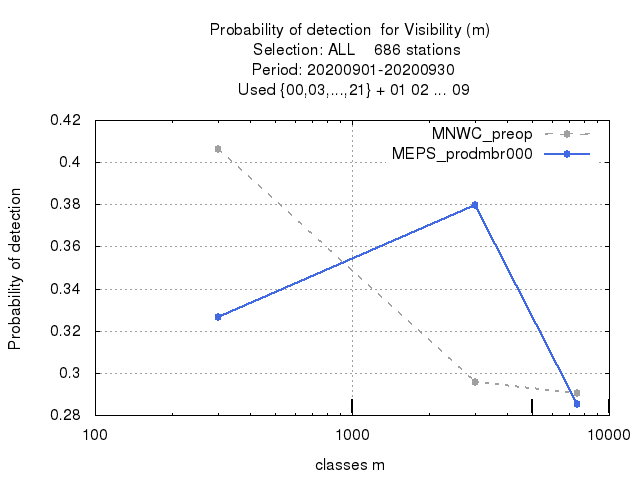 Probability of detection  for Visibility (m)
Selection: ALL    686 stations
Period: 20200901-20200930
Used {00,03,...,21} + 01 02 ... 09
MNWC_preop
MEPS_prodmbr000
0.42
0.4
0.38
0.36
0.34
0.32
0.3
0.28
Probability of detection
100
1000
10000
classes m